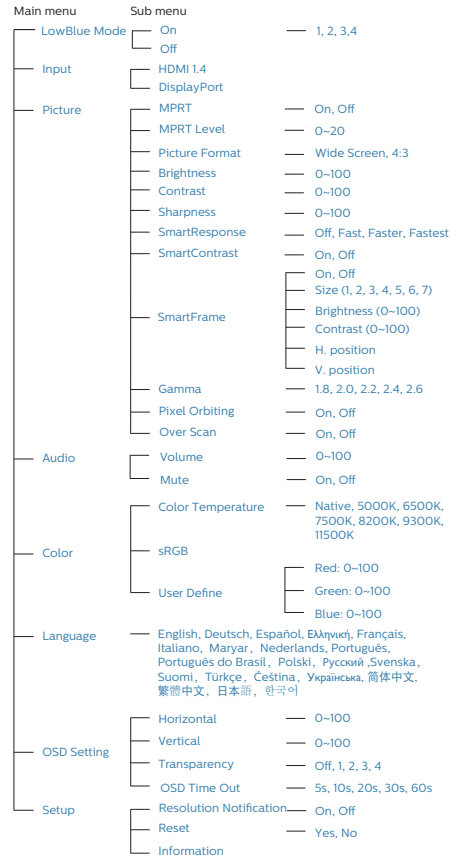 Main menu Sub menu
LowBlue Mode On 1, 2, 3,4
Off
Input HDMI 1.4
DisplayPort
Picture MPRT On, Off
MPRT Level 0~20
Picture Format Wide Screen, 4:3
Brightness 0~100
Contrast 0~100
Sharpness 0~100
SmartResponse Off, Fast, Faster, Fastest
SmartContrast On, Off
On, Off
Size (1, 2, 3, 4, 5, 6, 7)
Brightness (0~100)
SmartFrame
Contrast (0~100)
H. position
V. position
Gamma 1.8, 2.0, 2.2, 2.4, 2.6
Pixel Orbiting On, Off
Over Scan On, Off
Audio Volume 0~100
Mute On, Off
Color Temperature Native, 5000K, 6500K,
7500K, 8200K, 9300K,
11500K
Color sRGB
Red: 0~100
User Define Green: 0~100
Blue: 0~100
Language English, Deutsch, Español, Ελληνική, Français,
Italiano, Maryar, Nederlands, Português,
Português do Brasil, Polski, Русский ,Svenska,
Suomi, Türkçe, Čeština, Українська, 简体中文,
繁體中文, 日本語, 한국어
Horizontal 0~100
Vertical 0~100
OSD Setting
Transparency Off, 1, 2, 3, 4
OSD Time Out 5s, 10s, 20s, 30s, 60s
Setup Resolution Notification On, Off
Reset Yes, No
Information